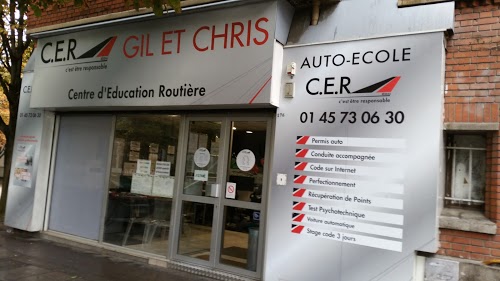 C.E.R
c'est être responsable
GIL ET CHRIS
Centre d'Education Routière
AUTO-ECOLE
C.E.R
c'est être responsable
01 45 73 06 30
Permis auto
Conduite accompagnée
Code sur Internet
Perfectionnement
Récupération de Points
Test Psychotechnique
Voiture automatique
Stage code 3 jours